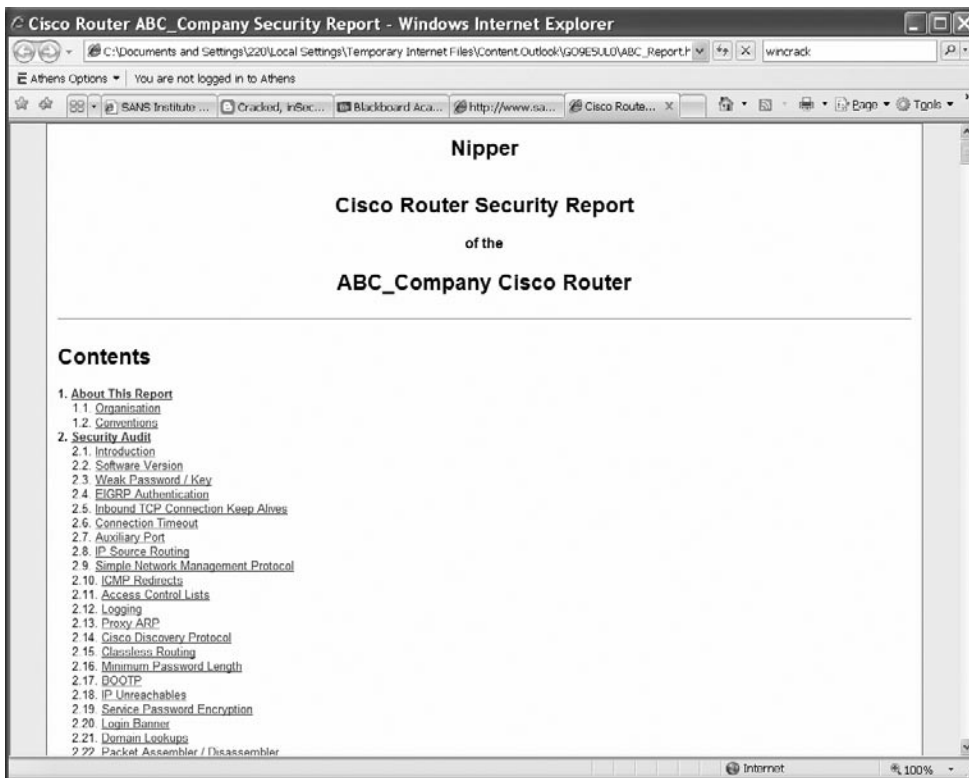 Cisco Router ABC_Company Security Report - Windows Internet Explorer
C:\Documents and Settings\220\Local Settings\Temporary Internet Files\Content.Outlook\GO9E5UL0\ABC_Report.h wincrack
Athens Options You are not logged in to Athens
SANS Institute ... Cracked, inSec... Blackboard Aca... http://www.sa... Cisco Route... X Page Tools
Nipper
Cisco Router Security Report
of the
ABC_Company Cisco Router
Contents
1. About This Report
1.1. Organisation
1.2. Conventions
2. Security Audit
2.1. Introduction
2.2. Software Version
2.3. Weak Password / Key
2.4. EIGRP Authentication
2.5. Inbound TCP Connection Keep Alives
2.6. Connection Timeout
2.7. Auxiliary Port
2.8. IP Source Routing
2.9. Simple Network Management Protocol
2.10. ICMP Redirects
2.11. Access Control Lists
2.12. Logging
2.13. Proxy ARP
2.14. Cisco Discovery Protocol
2.15. Classless Routing
2.16. Minimum Password Length
2.17. BOOTP
2.18. IP Unreachables
2.19. Service Password Encryption
2.20. Login Banner
2.21. Domain Lookups
2.22. Packet Assembler / Disassembler
Internet 100%